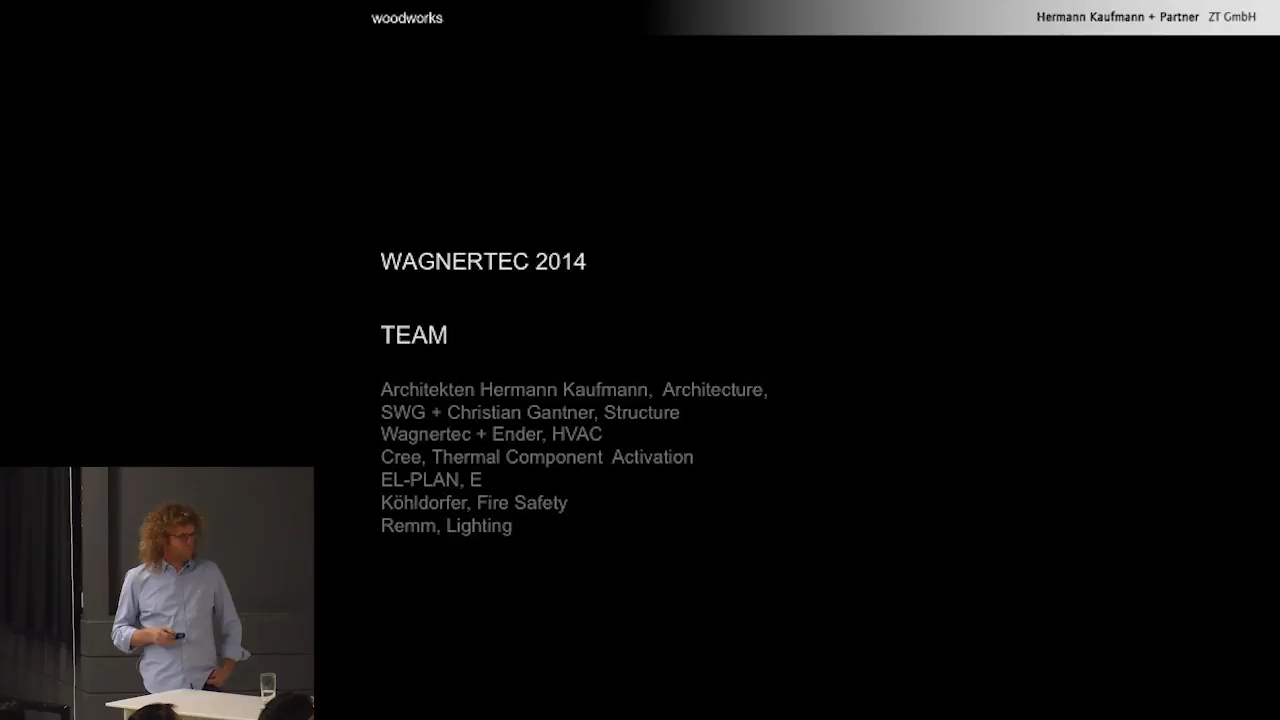 woodworks
Hermann Kaufmann + Partner ZT GmbH
WAGNERTEC 2014
TEAM
Architekten Hermann Kaufmann, Architecture,
SWG + Christian Gantner, Structure
Wagnertec + Ender, HVAC
Cree, Thermal Component Activation
EL-PLAN, E
Köhldorfer, Fire Safety
Remm, Lighting